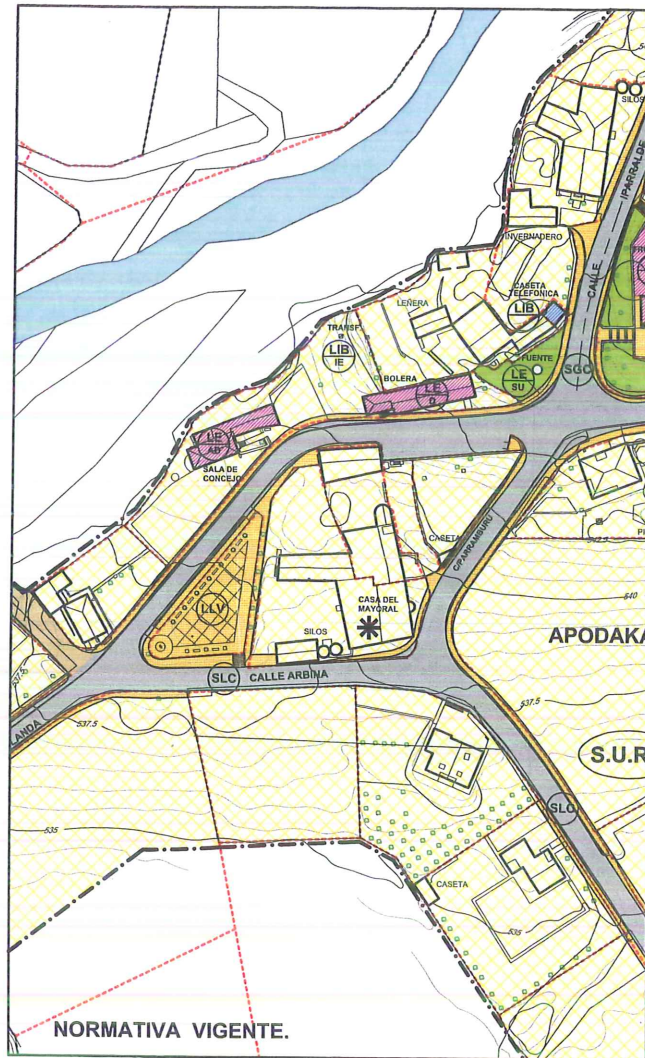 SILOS
CALLE IPARRALDE
INVERNADERO
CASETA
TELEFONICA
LIB
LEÑERA
TRANSF.
LIB
IE
FUENTE
LE
SU
SGC
BOLERA
LE
LE
AD
SALA DE
CONCEJO
CASETA
C/PARRAMBURU
LLV
CASA DEL
MAYORAL
SILOS
540
APODAKA
537.5
SLC
CALLE ARBINA
ANDA
537.5
537.5
S.U.R
SLC
535
CASETA
535
NORMATIVA VIGENTE.